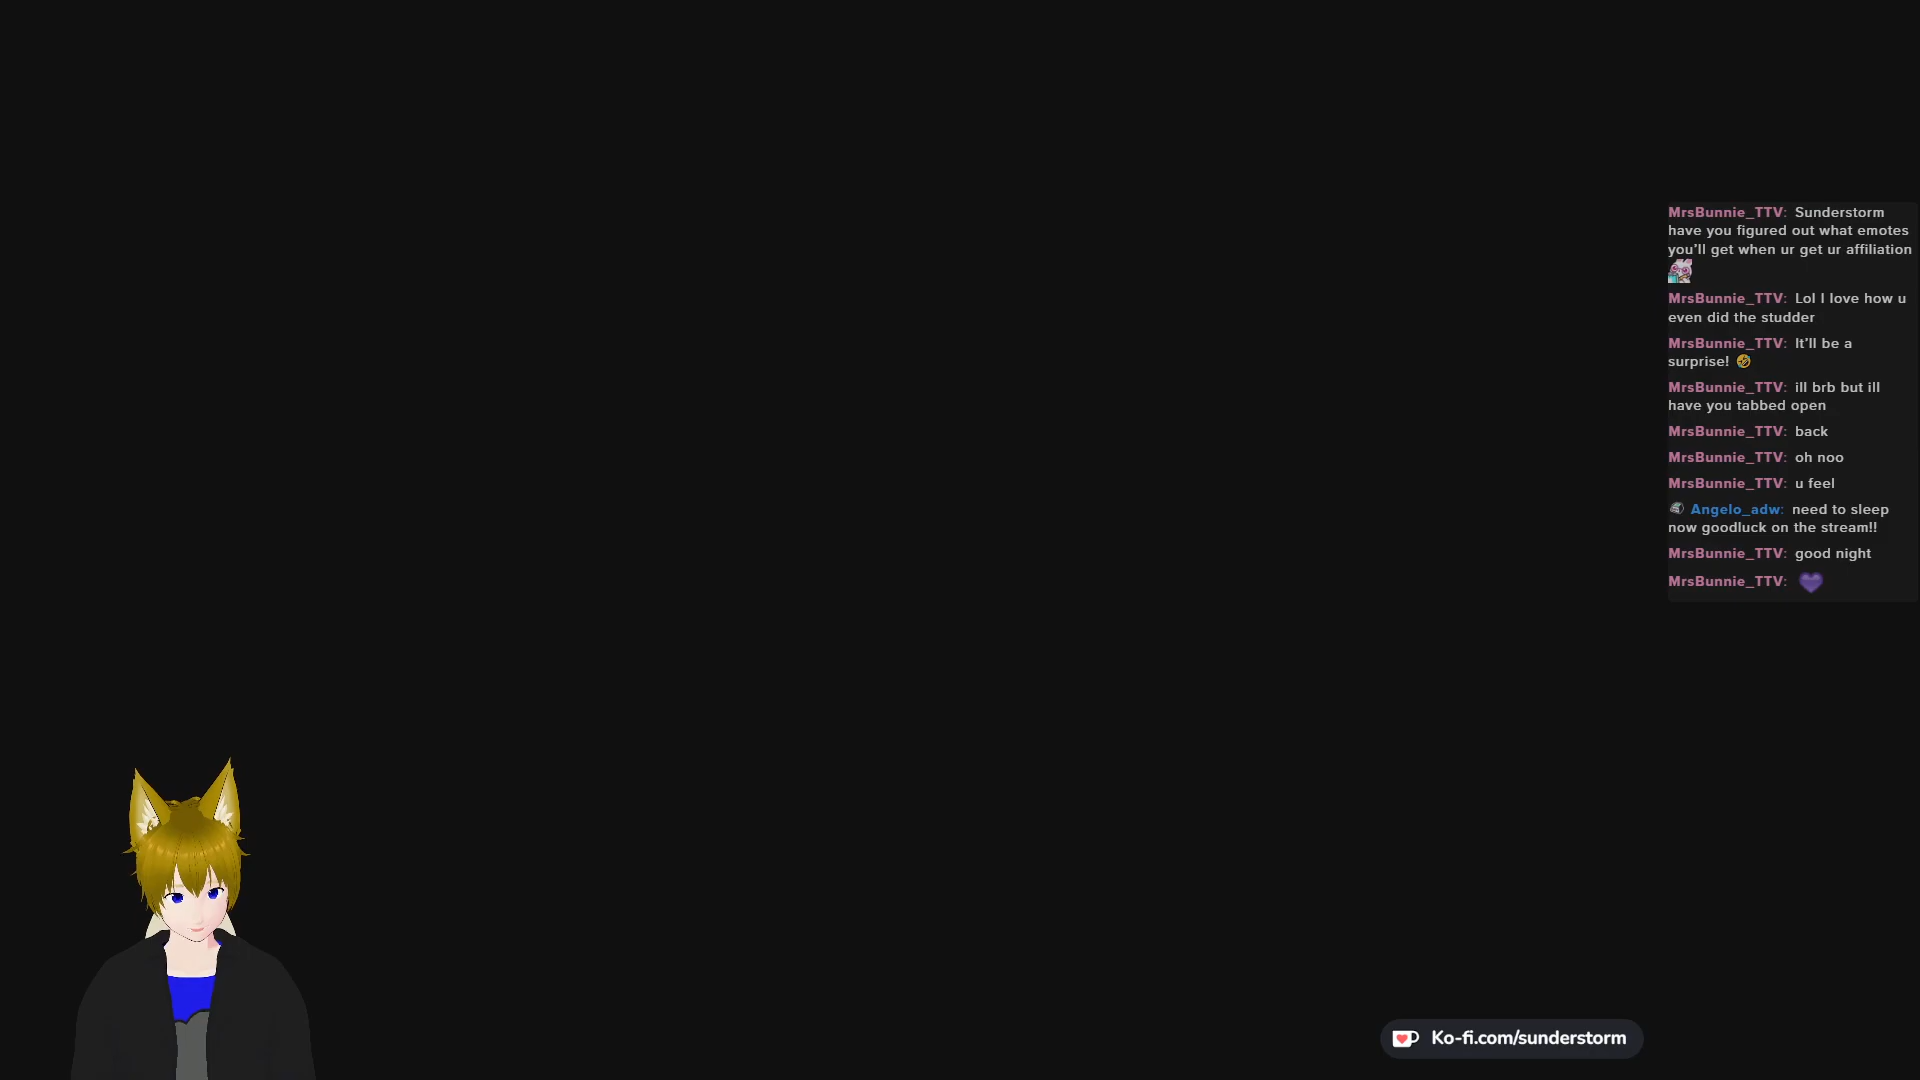 MrsBunnie_TTV: Sunderstorm
have you figured out what emotes
you'll get when ur get ur affiliation
MrsBunnie_TTV: Lol I love how u
even did the studder
MrsBunnie_TTV: It'll be a
surprise! 🤣
MrsBunnie_TTV: ill brb but ill
have you tabbed open
MrsBunnie_TTV: back
MrsBunnie_TTV: oh noo
MrsBunnie_TTV: u feel
Angelo_adw: need to sleep
now goodluck on the stream!!
MrsBunnie_TTV: good night
MrsBunnie_TTV: 💜
Ko-fi.com/sunderstorm